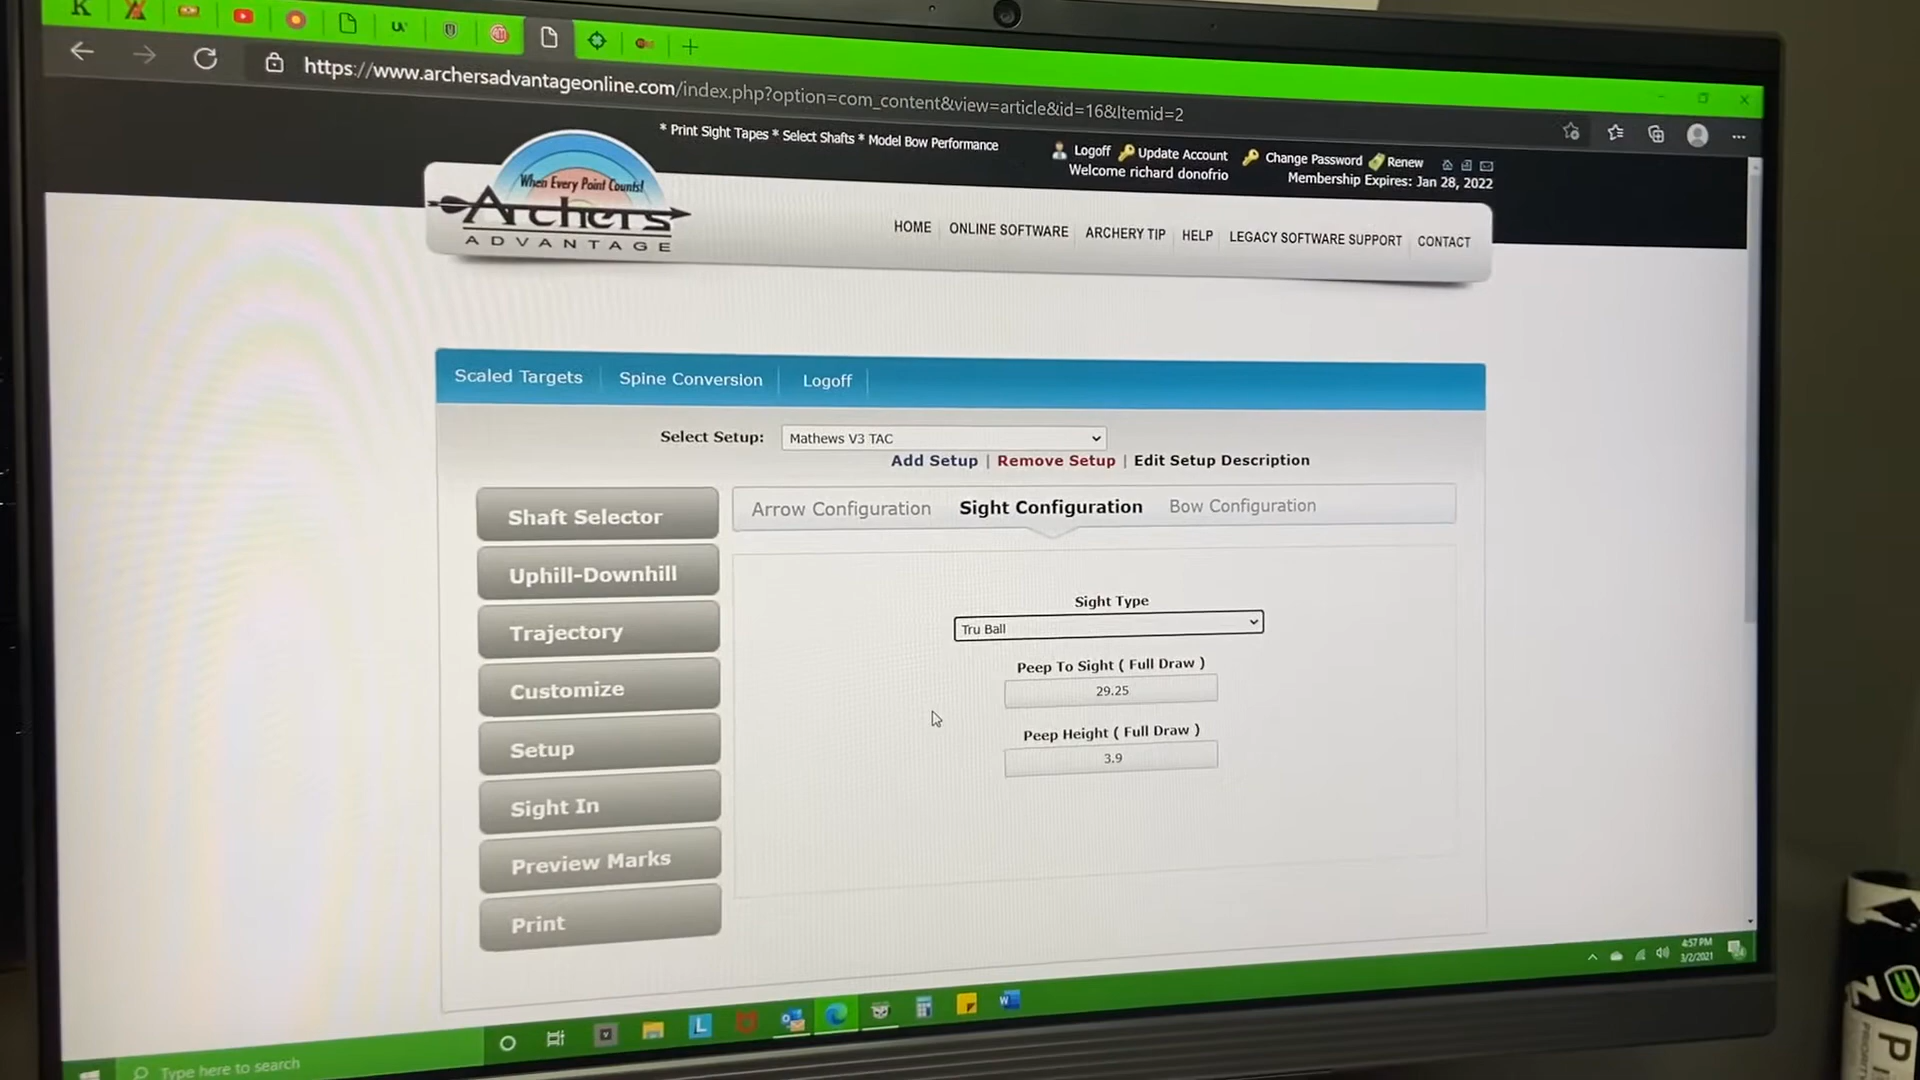 https://www.archersadvantageonline.com/index.php?option=com_content&view=article&id=16&Itemid=2
* Print Sight Tapes * Select Shafts * Model Bow Performance
Logoff Update Account Change Password Renew
Welcome richard donofrio Membership Expires: Jan 28, 2022
When Every Point Counts!
Archers
ADVANTAGE
HOME ONLINE SOFTWARE ARCHERY TIP HELP LEGACY SOFTWARE SUPPORT CONTACT
Scaled Targets Spine Conversion Logoff
Select Setup: Mathews V3 TAC
Add Setup | Remove Setup | Edit Setup Description
Arrow Configuration Sight Configuration Bow Configuration
Shaft Selector
Uphill-Downhill
Trajectory
Customize
Setup
Sight In
Preview Marks
Print
Sight Type
Tru Ball
Peep To Sight ( Full Draw )
29.25
Peep Height ( Full Draw )
3.9
4:57 PM
3/2/2021
Type here to search